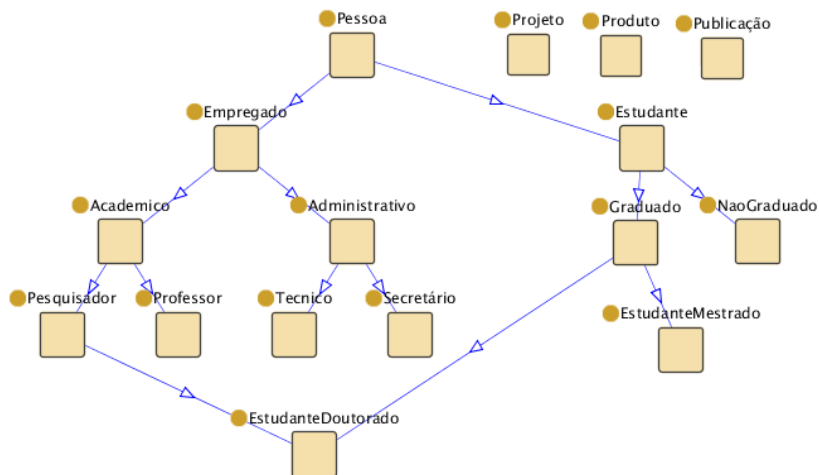 Pessoa
Projeto
Produto
Publicação
Empregado
Estudante
Academico
Administrativo
Graduado
NaoGraduado
Pesquisador
Professor
Tecnico
Secretário
EstudanteMestrado
EstudanteDoutorado